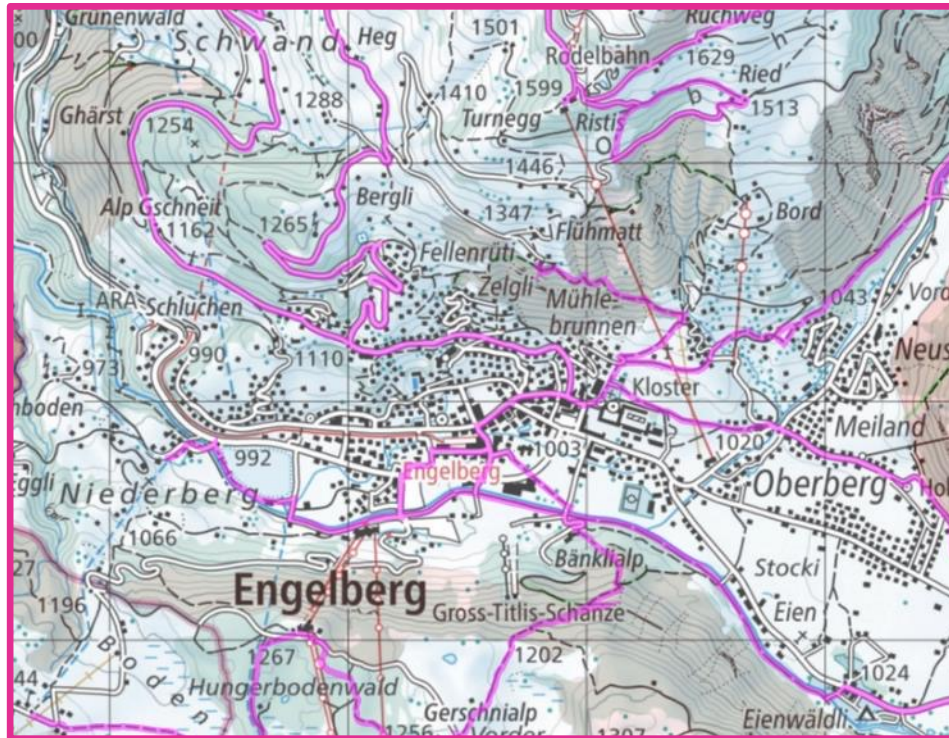 Grünenwald
Schwand
Heg
1501
Ruchweg
Rodelbahn
1629
Ried
1288
1410
1599
b
h
1513
Ghärst
1254
Turnegg
Ristis
O
1446
Alp Gschneit
1265
Bergli
1347
Bord
1162
Flühmatt
Fellenrüti
Zelgli
Mühle-
brunnen
1043
ARA
Schluchen
973
990
1110
Kloster
992
1003
1020
Meiland
Engelberg
Niederberg
Oberberg
1066
Engelberg
Bänklialp
Stocki
Gross-Titlis-Schanze
Eien
1196
Boden
1267
1202
1024
Hungerbodenwald
Gerschnialp
Eienwäldli
44